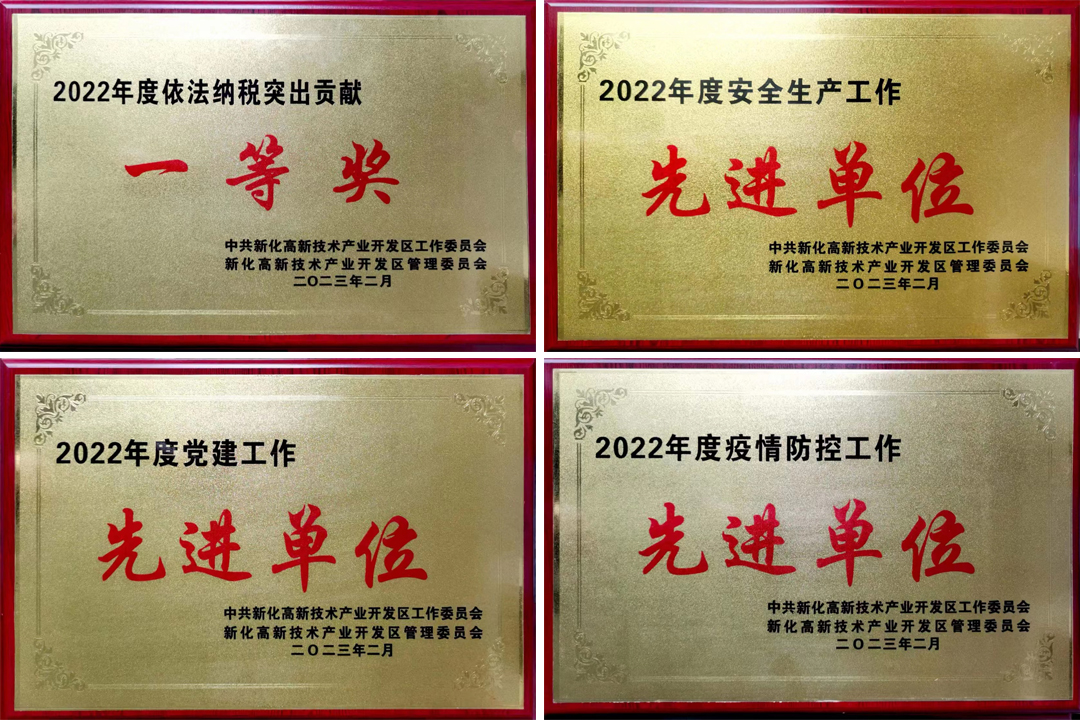 2022年度依法纳税突出贡献
一等奖
中共新化高新技术产业开发区工作委员会
新化高新技术产业开发区管理委员会
二〇二三年二月
2022年度安全生产工作
先进单位
中共新化高新技术产业开发区工作委员会
新化高新技术产业开发区管理委员会
二〇二三年二月
2022年度党建工作
先进单位
中共新化高新技术产业开发区工作委员会
新化高新技术产业开发区管理委员会
二〇二三年二月
2022年度疫情防控工作
先进单位
中共新化高新技术产业开发区工作委员会
新化高新技术产业开发区管理委员会
二〇二三年二月